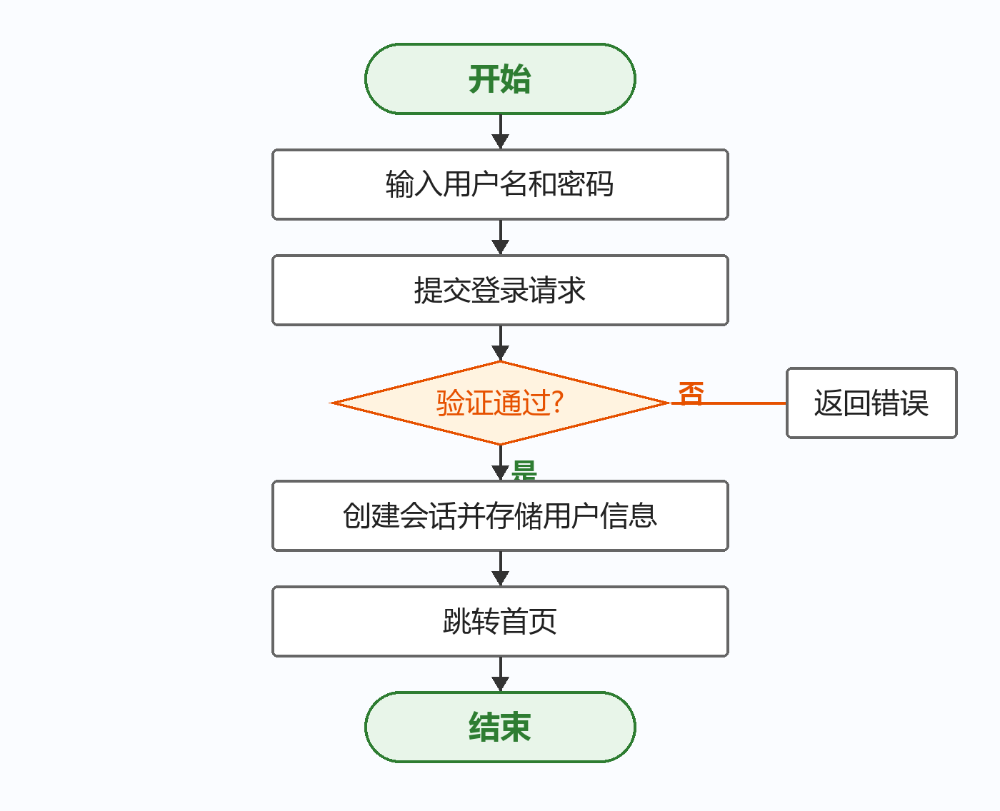 开始
输入用户名和密码
提交登录请求
验证通过?
否
返回错误
是
创建会话并存储用户信息
跳转首页
结束